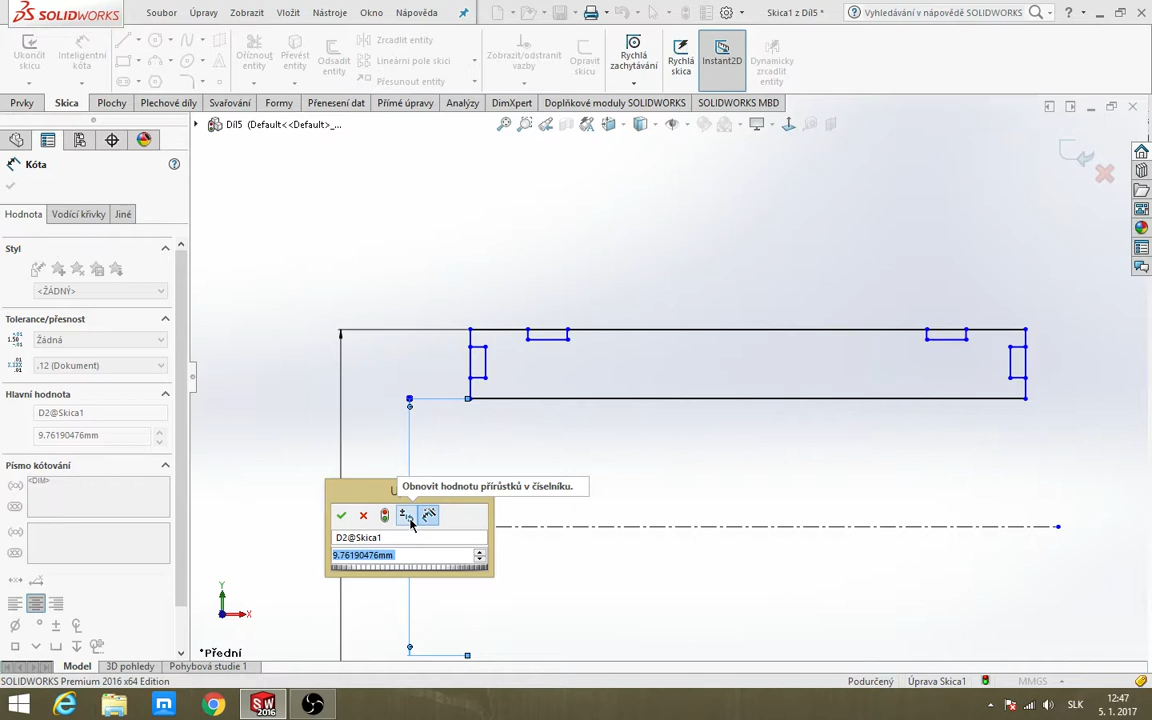 SOLIDWORKS
Soubor Úpravy Zobrazit Vložit Nástroje Okno Nápověda
Skica1 z Díl5 *
Vyhledávání v nápovědě SOLIDWORKS
Ukončit skicu
Inteligentní kóta
Oříznout entity
Převést entity
Odsadit entity
Zrcadlit entity
Lineární pole skici
Přesunout entity
Zobrazit/odstranit vazby
Opravit skicu
Rychlá zachytávání
Rychlá skica
Instant2D
Dynamicky zrcadlit entity
Prvky Skica Plochy Plechové díly Svařování Formy Přenesení dat Přímé úpravy Analýzy DimXpert Doplňkové moduly SOLIDWORKS SOLIDWORKS MBD
Díl5 (Default<<Default>_...
Kóta
Hodnota Vodící křivky Jiné
Styl
<ŽÁDNÝ>
Tolerance/přesnost
Žádná
.12 (Dokument)
Hlavní hodnota
D2@Skica1
9.76190476mm
Písmo kótování
<DIM>
Obnovit hodnotu přírůstků v číselníku.
D2@Skica1
9.76190476mm
Y
X
*Přední
Model 3D pohledy Pohybová studie 1
SOLIDWORKS Premium 2016 x64 Edition
Podurčený Úprava Skica1 MMGS
SW 2016
SLK
12:47
5. 1. 2017